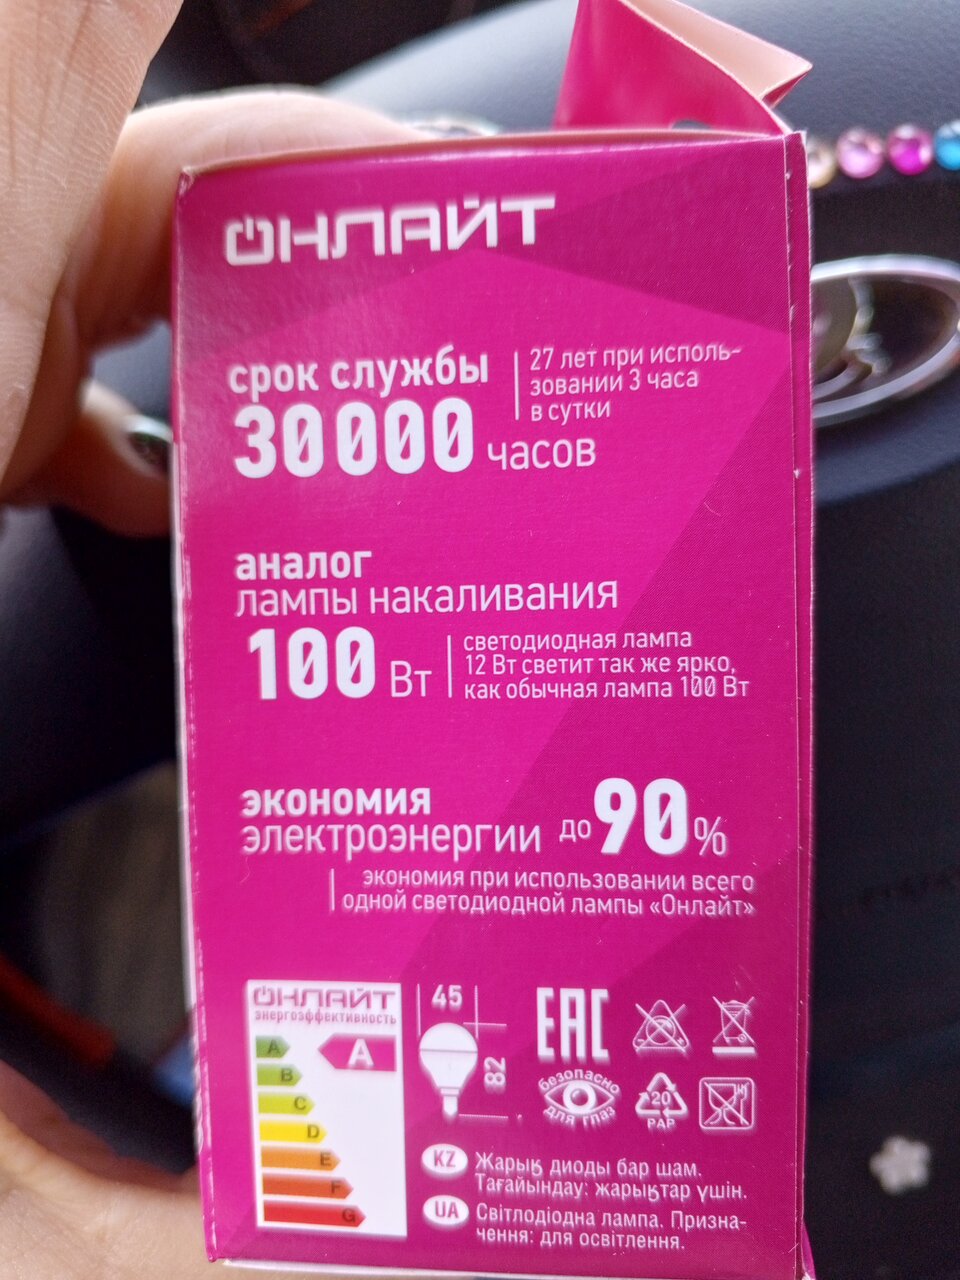 ОНЛАЙТ
срок службы
30 000 часов
27 лет при исполь-
зовании 3 часа
в сутки
аналог
лампы накаливания
100 Вт
светодиодная лампа
12 Вт светит так же ярко,
как обычная лампа 100 Вт
экономия
электроэнергии до 90%
экономия при использовании всего
одной светодиодной лампы «Онлайт»
ОНЛАЙТ
энергоэффективность
A
A
B
C
D
E
F
G
45
82
EAC
безопасно
для глаз
20
PAP
KZ Жарық диоды бар шам.
Тағайындау: жарықтар үшін.
UA Світлодіодна лампа. Призна-
чення: для освітлення.